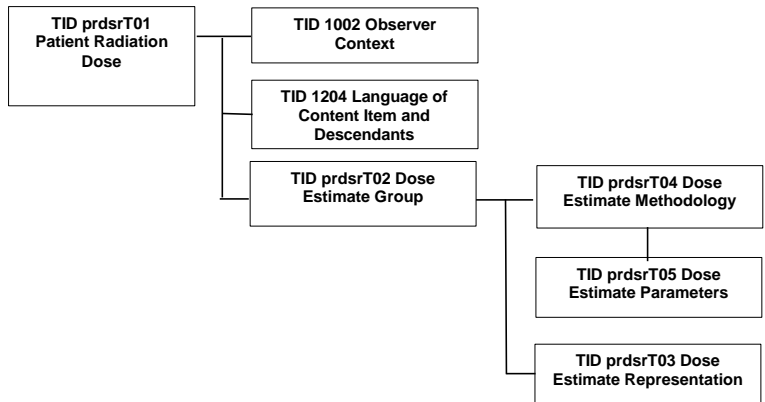 TID prdsrT01
Patient Radiation
Dose
TID 1002 Observer
Context
TID 1204 Language of
Content Item and
Descendants
TID prdsrT02 Dose
Estimate Group
TID prdsrT04 Dose
Estimate Methodology
TID prdsrT05 Dose
Estimate Parameters
TID prdsrT03 Dose
Estimate Representation